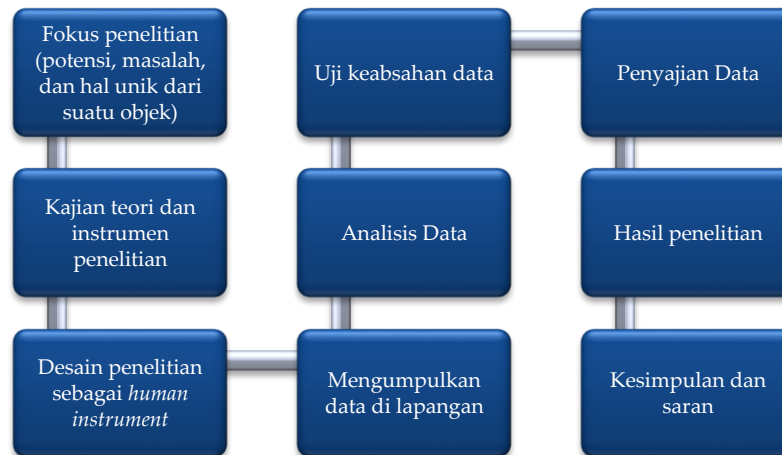 Fokus penelitian
(potensi, masalah,
dan hal unik dari
suatu objek)
Kajian teori dan
instrumen
penelitian
Desain penelitian
sebagai human
instrument
Mengumpulkan
data di lapangan
Analisis Data
Uji keabsahan data
Penyajian Data
Hasil penelitian
Kesimpulan dan
saran